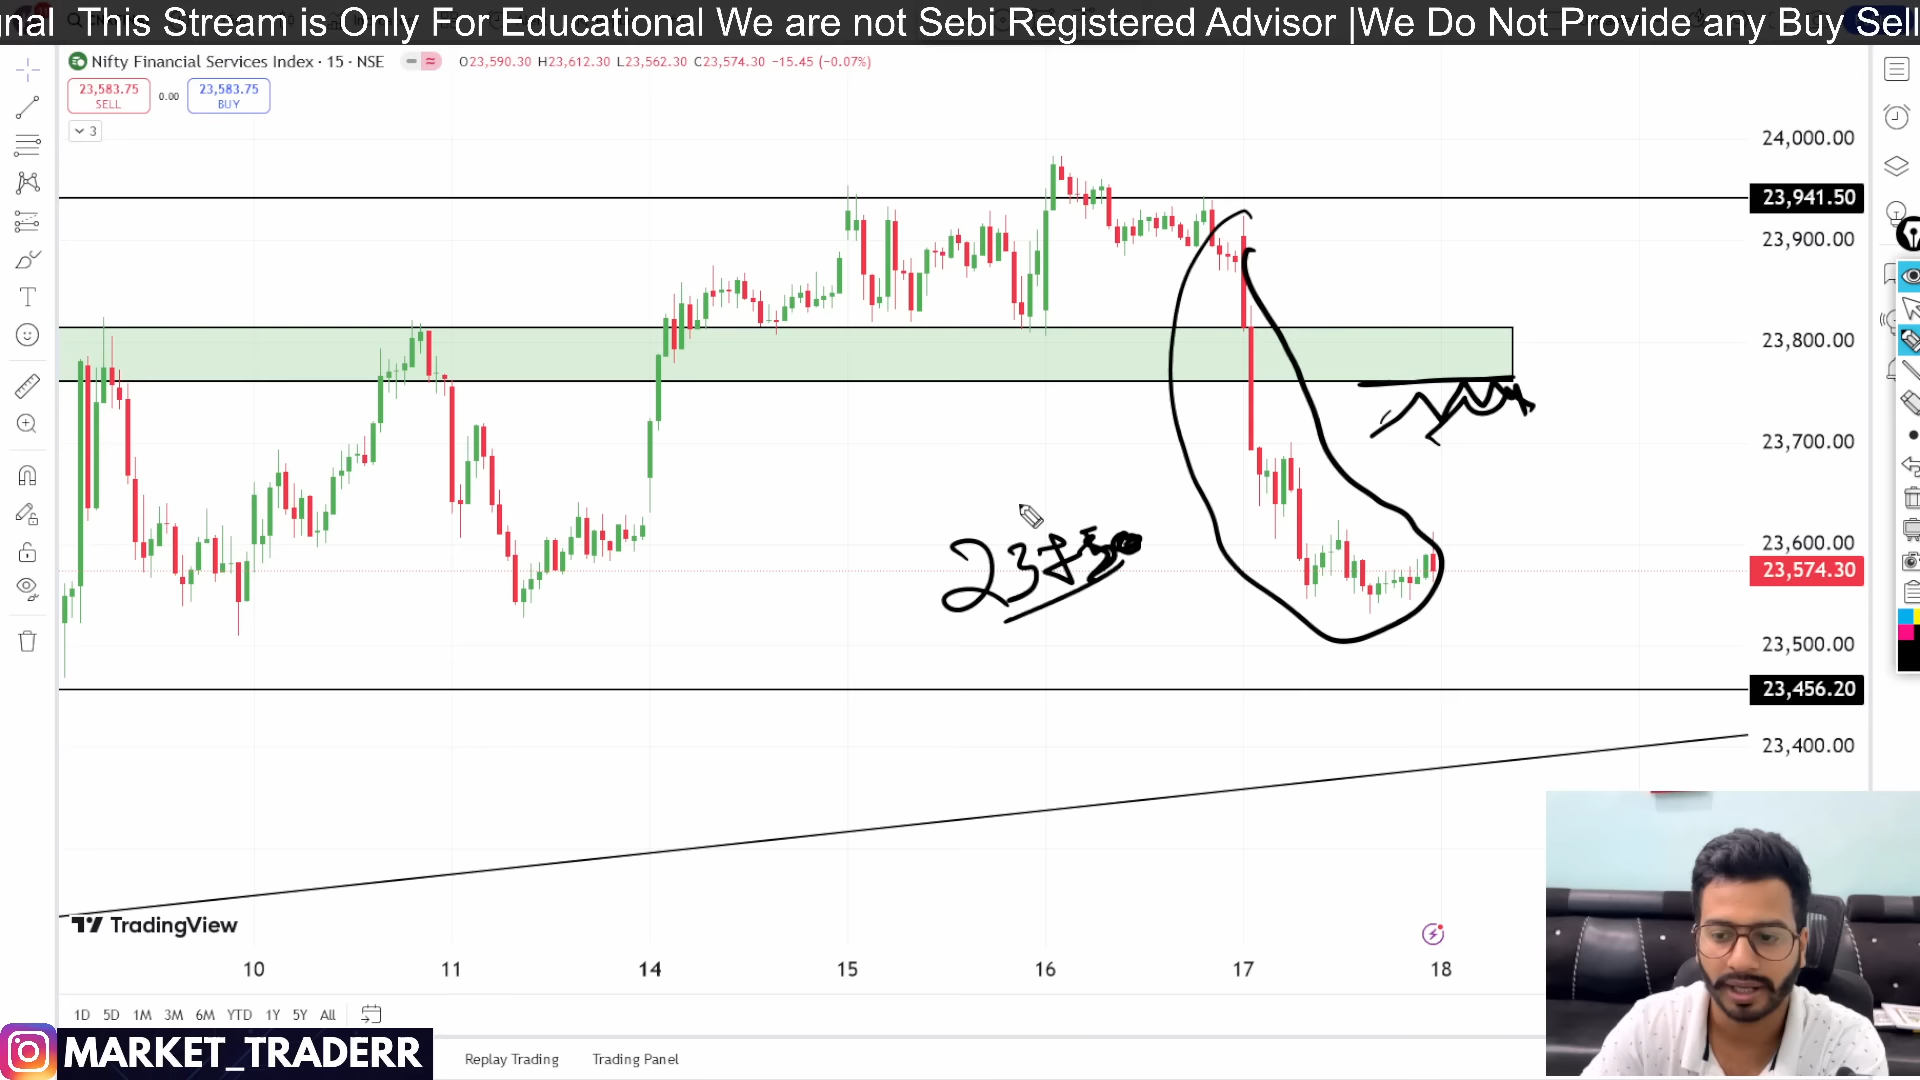 gnal  This Stream is Only For Educational We are not Sebi Registered Advisor |We Do Not Provide any Buy Sell
Nifty Financial Services Index · 15 · NSE
O23,590.30 H23,612.30 L23,562.30 C23,574.30 −15.45 (−0.07%)
23,583.75
SELL
0.00
23,583.75
BUY
3
24,000.00
23,941.50
23,900.00
23,800.00
23,700.00
23,600.00
23,574.30
23,500.00
23,456.20
23,400.00
TradingView
10 11 14 15 16 17 18
1D 5D 1M 3M 6M YTD 1Y 5Y All
MARKET_TRADERR
Replay Trading Trading Panel